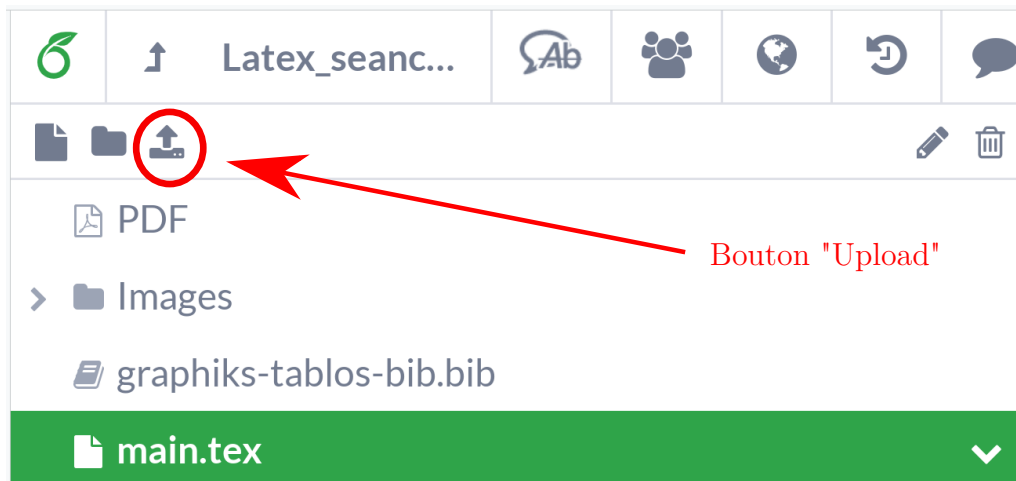 Latex_seanc...
Ab
PDF
Bouton "Upload"
Images
graphiks-tablos-bib.bib
main.tex